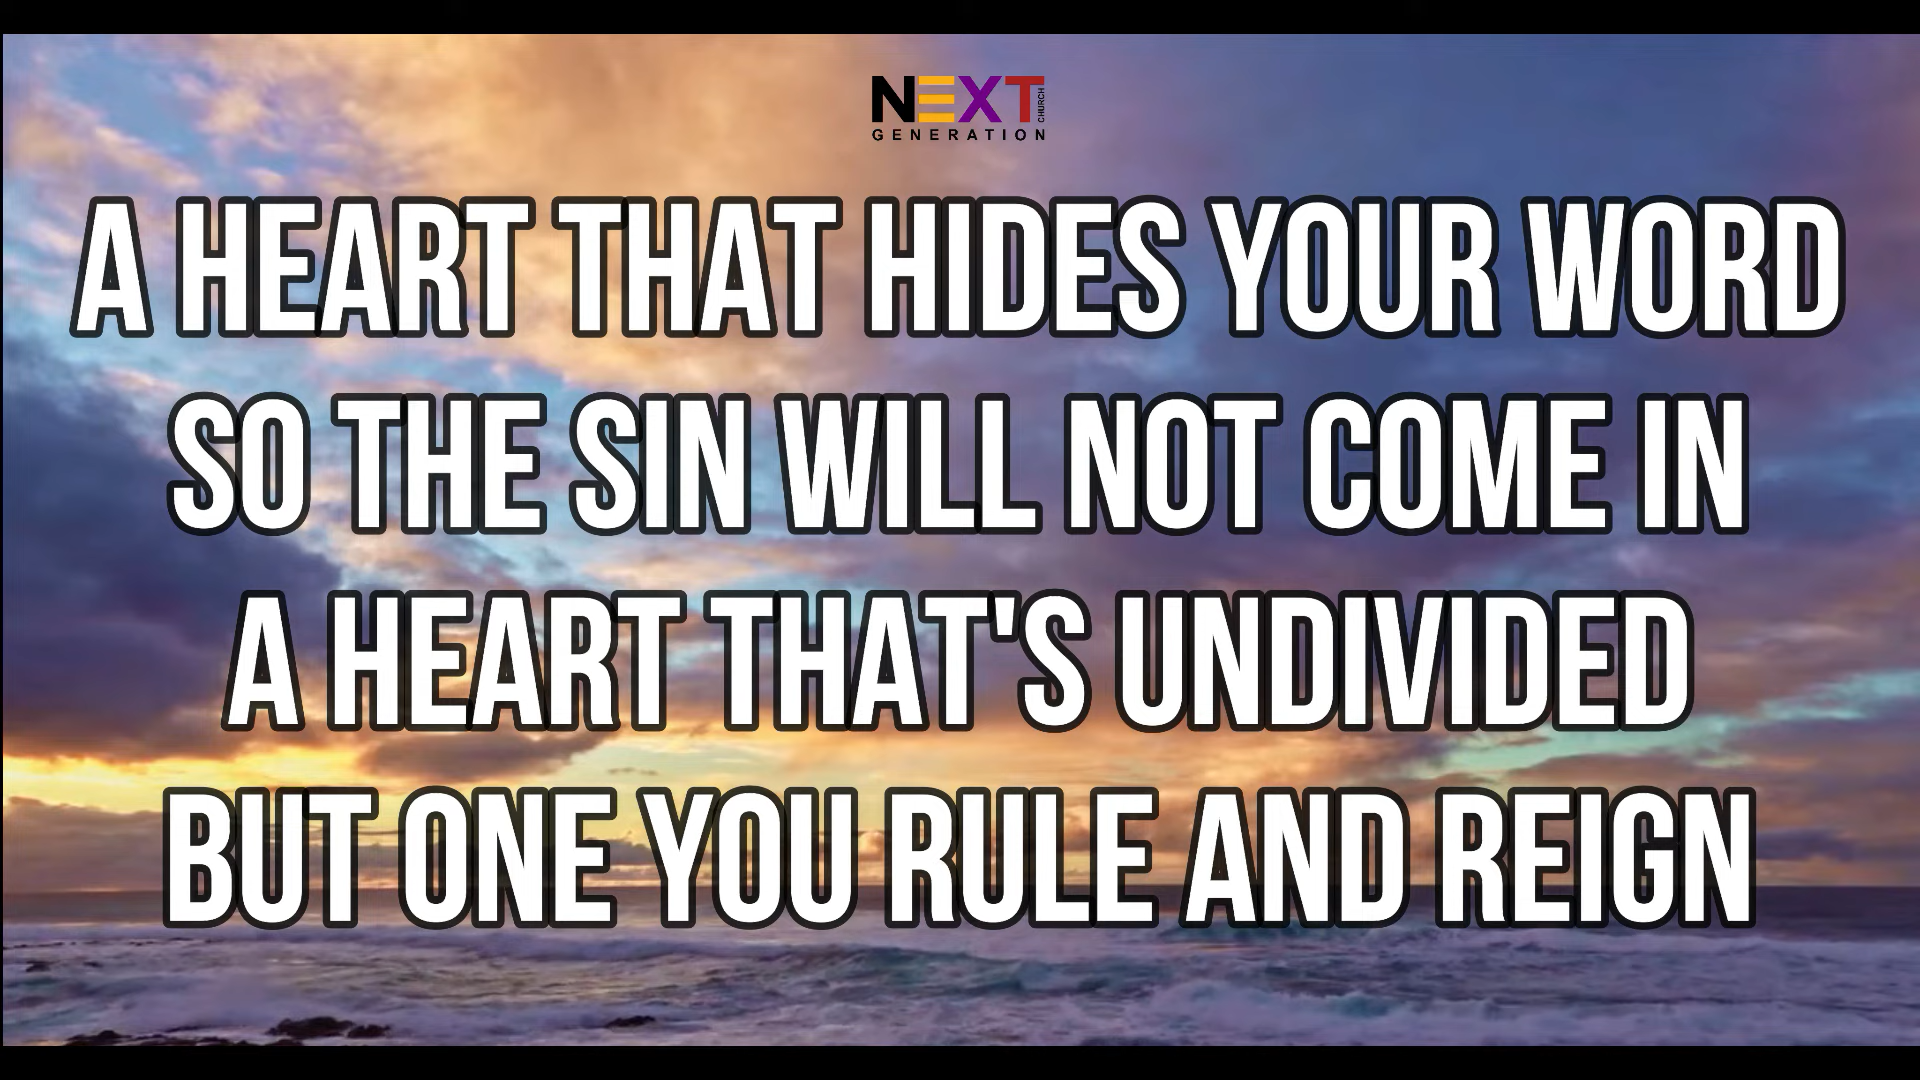 NEXT
CHURCH
GENERATION
A HEART THAT HIDES YOUR WORD
SO THE SIN WILL NOT COME IN
A HEART THAT'S UNDIVIDED
BUT ONE YOU RULE AND REIGN